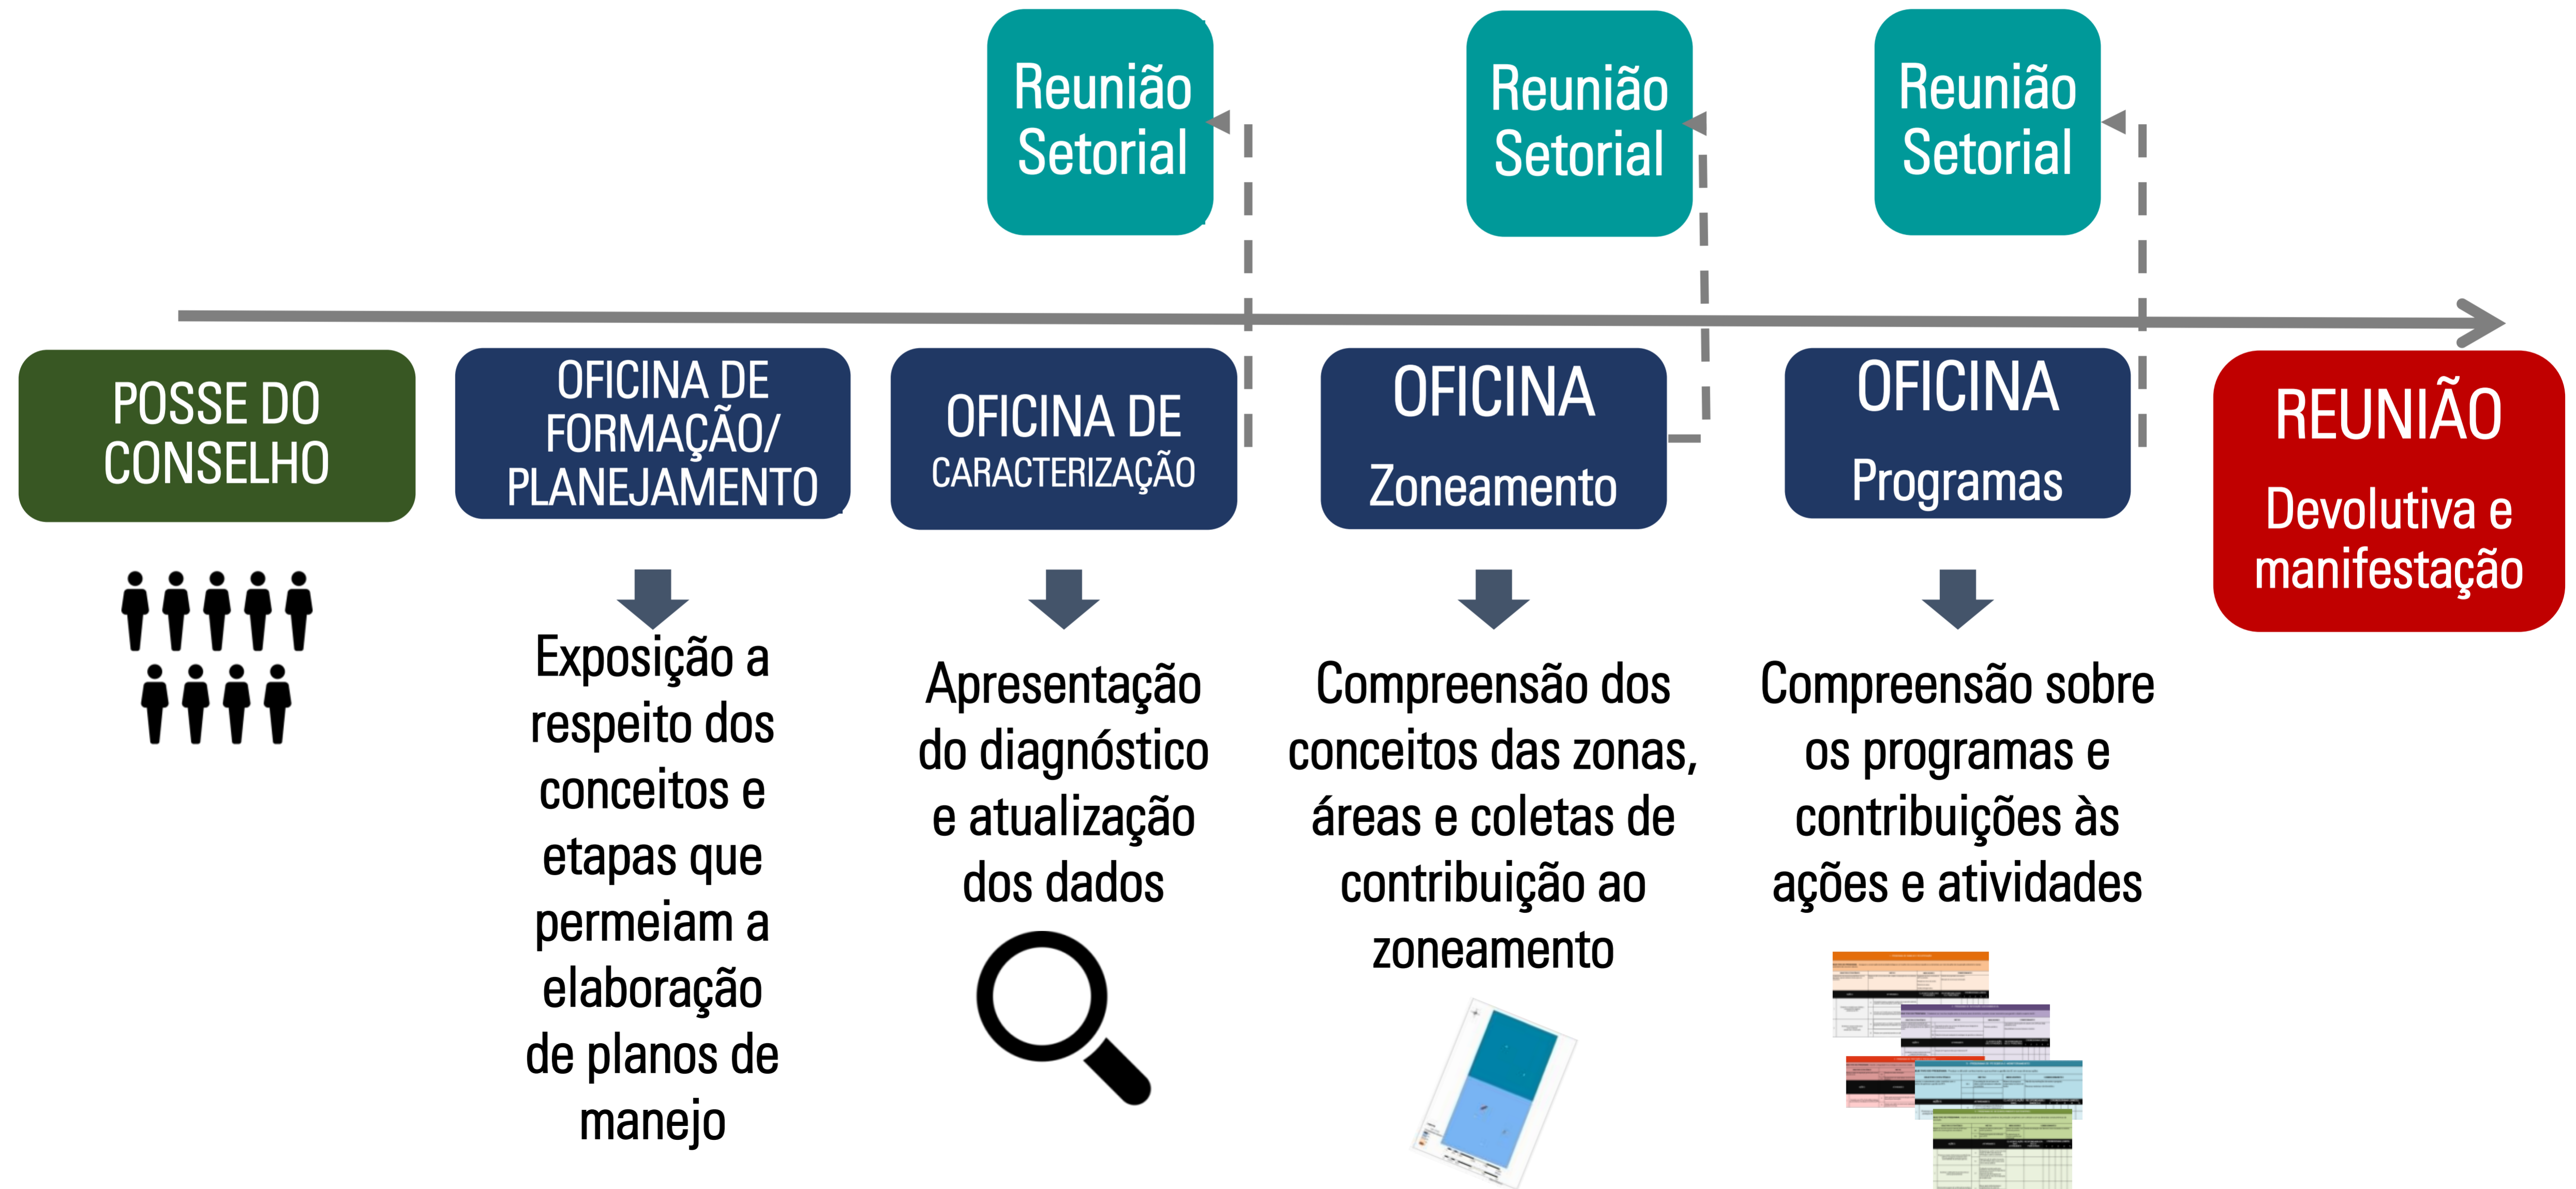 Reunião
Setorial
Reunião
Setorial
Reunião
Setorial
POSSE DO
CONSELHO
OFICINA DE
FORMAÇÃO/
PLANEJAMENTO
OFICINA DE
CARACTERIZAÇÃO
OFICINA
Zoneamento
OFICINA
Programas
REUNIÃO
Devolutiva e
manifestação
Exposição a
respeito dos
conceitos e
etapas que
permeiam a
elaboração
de planos de
manejo
Apresentação
do diagnóstico
e atualização
dos dados
Compreensão dos
conceitos das zonas,
áreas e coletas de
contribuição ao
zoneamento
Compreensão sobre
os programas e
contribuições às
ações e atividades